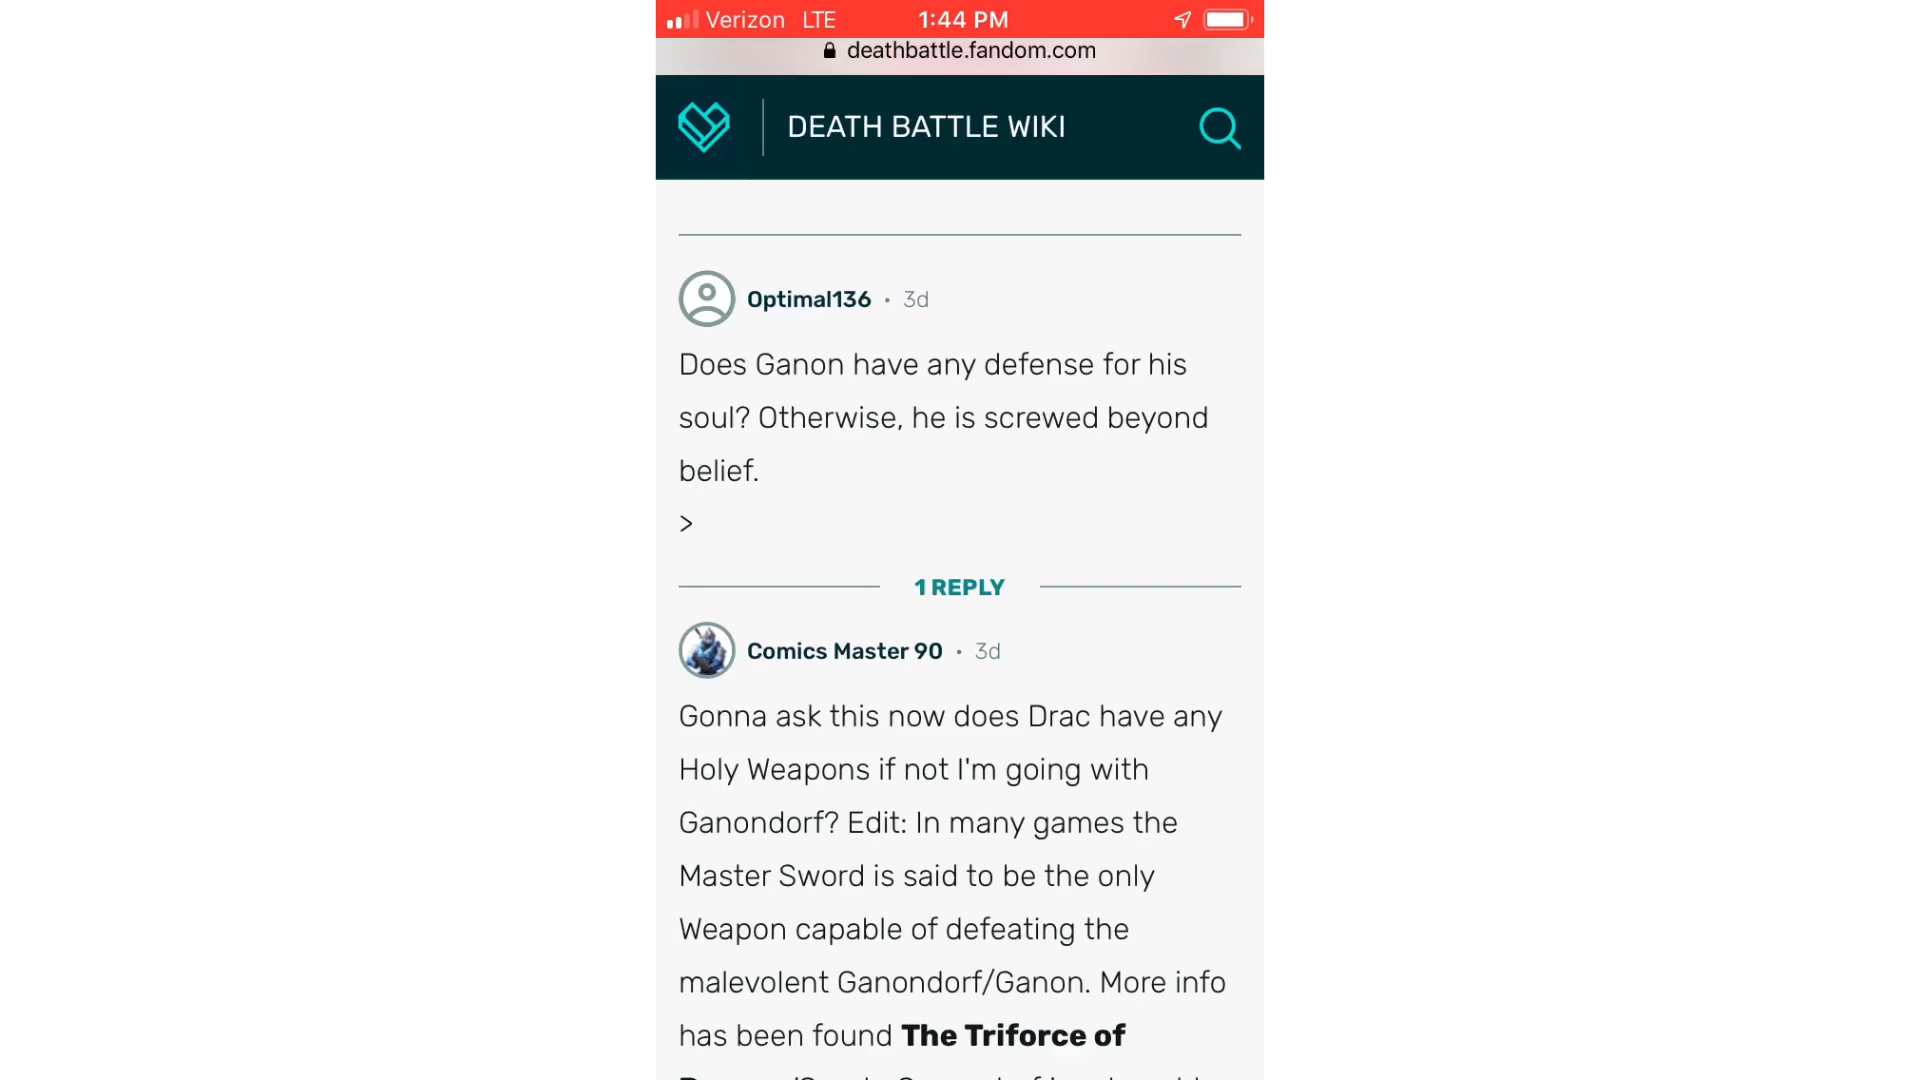 Verizon LTE 1:44 PM
deathbattle.fandom.com
DEATH BATTLE WIKI
Optimal136 • 3d
Does Ganon have any defense for his
soul? Otherwise, he is screwed beyond
belief.
>
1 REPLY
Comics Master 90 • 3d
Gonna ask this now does Drac have any
Holy Weapons if not I'm going with
Ganondorf? Edit: In many games the
Master Sword is said to be the only
Weapon capable of defeating the
malevolent Ganondorf/Ganon. More info
has been found The Triforce of